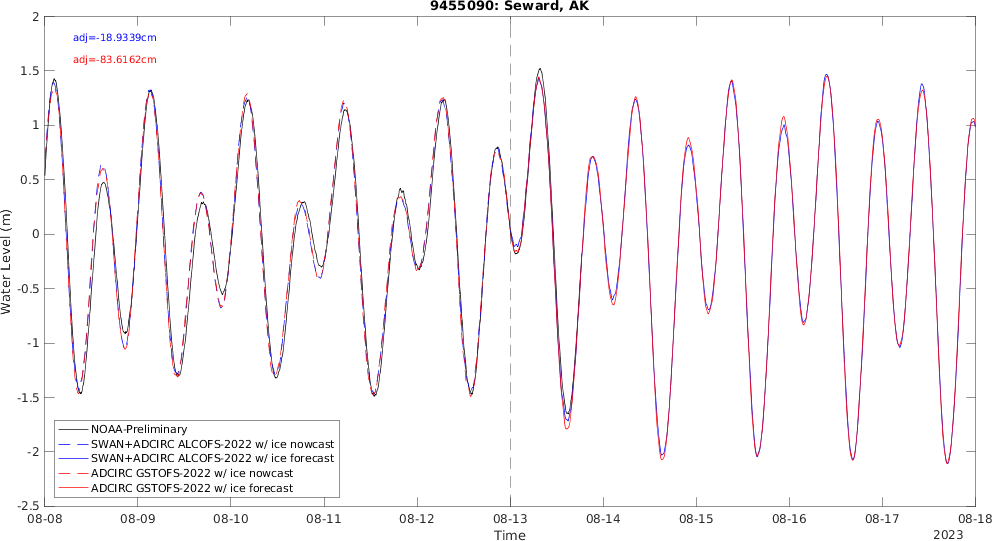 9455090: Seward, AK
adj=-18.9339cm
adj=-83.6162cm
2
1.5
1
0.5
0
-0.5
-1
-1.5
-2
-2.5
Water Level (m)
NOAA-Preliminary
SWAN+ADCIRC ALCOFS-2022 w/ ice nowcast
SWAN+ADCIRC ALCOFS-2022 w/ ice forecast
ADCIRC GSTOFS-2022 w/ ice nowcast
ADCIRC GSTOFS-2022 w/ ice forecast
08-08 08-09 08-10 08-11 08-12 08-13 08-14 08-15 08-16 08-17 08-18
Time
2023